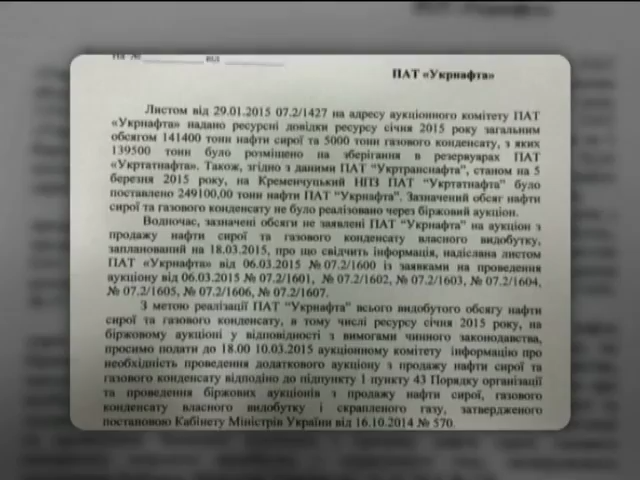 На № від
ПАТ «Укрнафта»
Листом від 29.01.2015 07.2/1427 на адресу аукціонного комітету ПАТ
«Укрнафта» надано ресурсні довідки ресурсу січня 2015 року загальним
обсягом 141400 тонн нафти сирої та 5000 тонн газового конденсату, з яких
139500 тонн було розміщено на зберігання в резервуарах ПАТ
«Укртатнафта». Також, згідно з даними ПАТ “Укртранснафта”, станом на 5
березня 2015 року, на Кременчуцький НПЗ ПАТ “Укртатнафта” було
поставлено 249100,00 тонни нафти ПАТ “Укрнафта”. Зазначений обсяг нафти
сирої та газового конденсату не було реалізовано через біржовий аукціон.
Водночас, зазначені обсяги не заявлені ПАТ “Укрнафта” на аукціон з
продажу нафти сирої та газового конденсату власного видобутку,
запланований на 18.03.2015, про що свідчить інформація, надіслана листом
ПАТ «Укрнафта» від 06.03.2015 № 07.2/1600 із заявками на проведення
аукціону від 06.03.2015 № 07.2/1601, № 07.2/1602, № 07.2/1603, № 07.2/1604,
№ 07.2/1605, № 07.2/1606, № 07.2/1607.
З метою реалізації ПАТ “Укрнафта” всього видобутого обсягу нафти
сирої та газового конденсату, в тому числі ресурсу січня 2015 року, на
біржовому аукціоні у відповідності з вимогами чинного законодавства,
просимо подати до 18.00 10.03.2015 аукціонному комітету інформацію про
необхідність проведення додаткового аукціону з продажу нафти сирої та
газового конденсату відподіно до підпункту 1 пункту 43 Порядку організації
та проведення біржових аукціонів з продажу нафти сирої, газового
конденсату власного видобутку і скрапленого газу, затвердженого
постановою Кабінету Міністрів України від 16.10.2014 № 570.